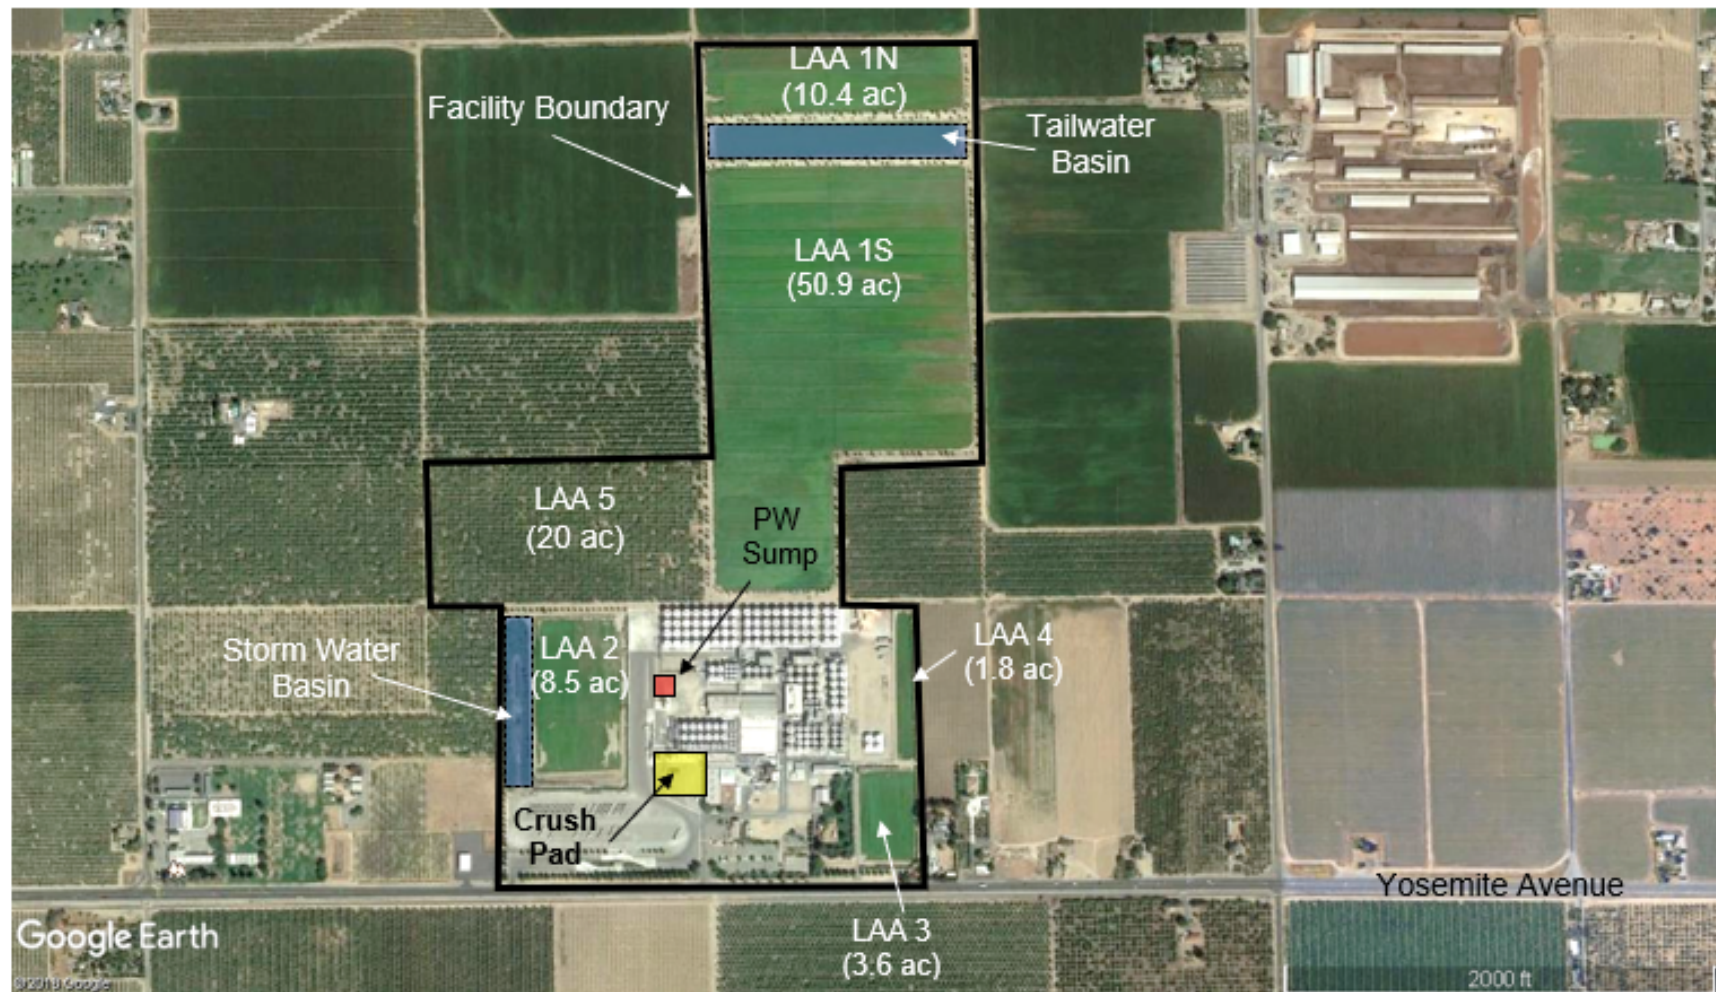 LAA 1N
(10.4 ac)
Facility Boundary
Tailwater
Basin
LAA 1S
(50.9 ac)
LAA 5
(20 ac)
PW
Sump
Storm Water
Basin
LAA 2
(8.5 ac)
LAA 4
(1.8 ac)
Crush
Pad
Yosemite Avenue
LAA 3
(3.6 ac)
Google Earth
©2018 Google
2000 ft